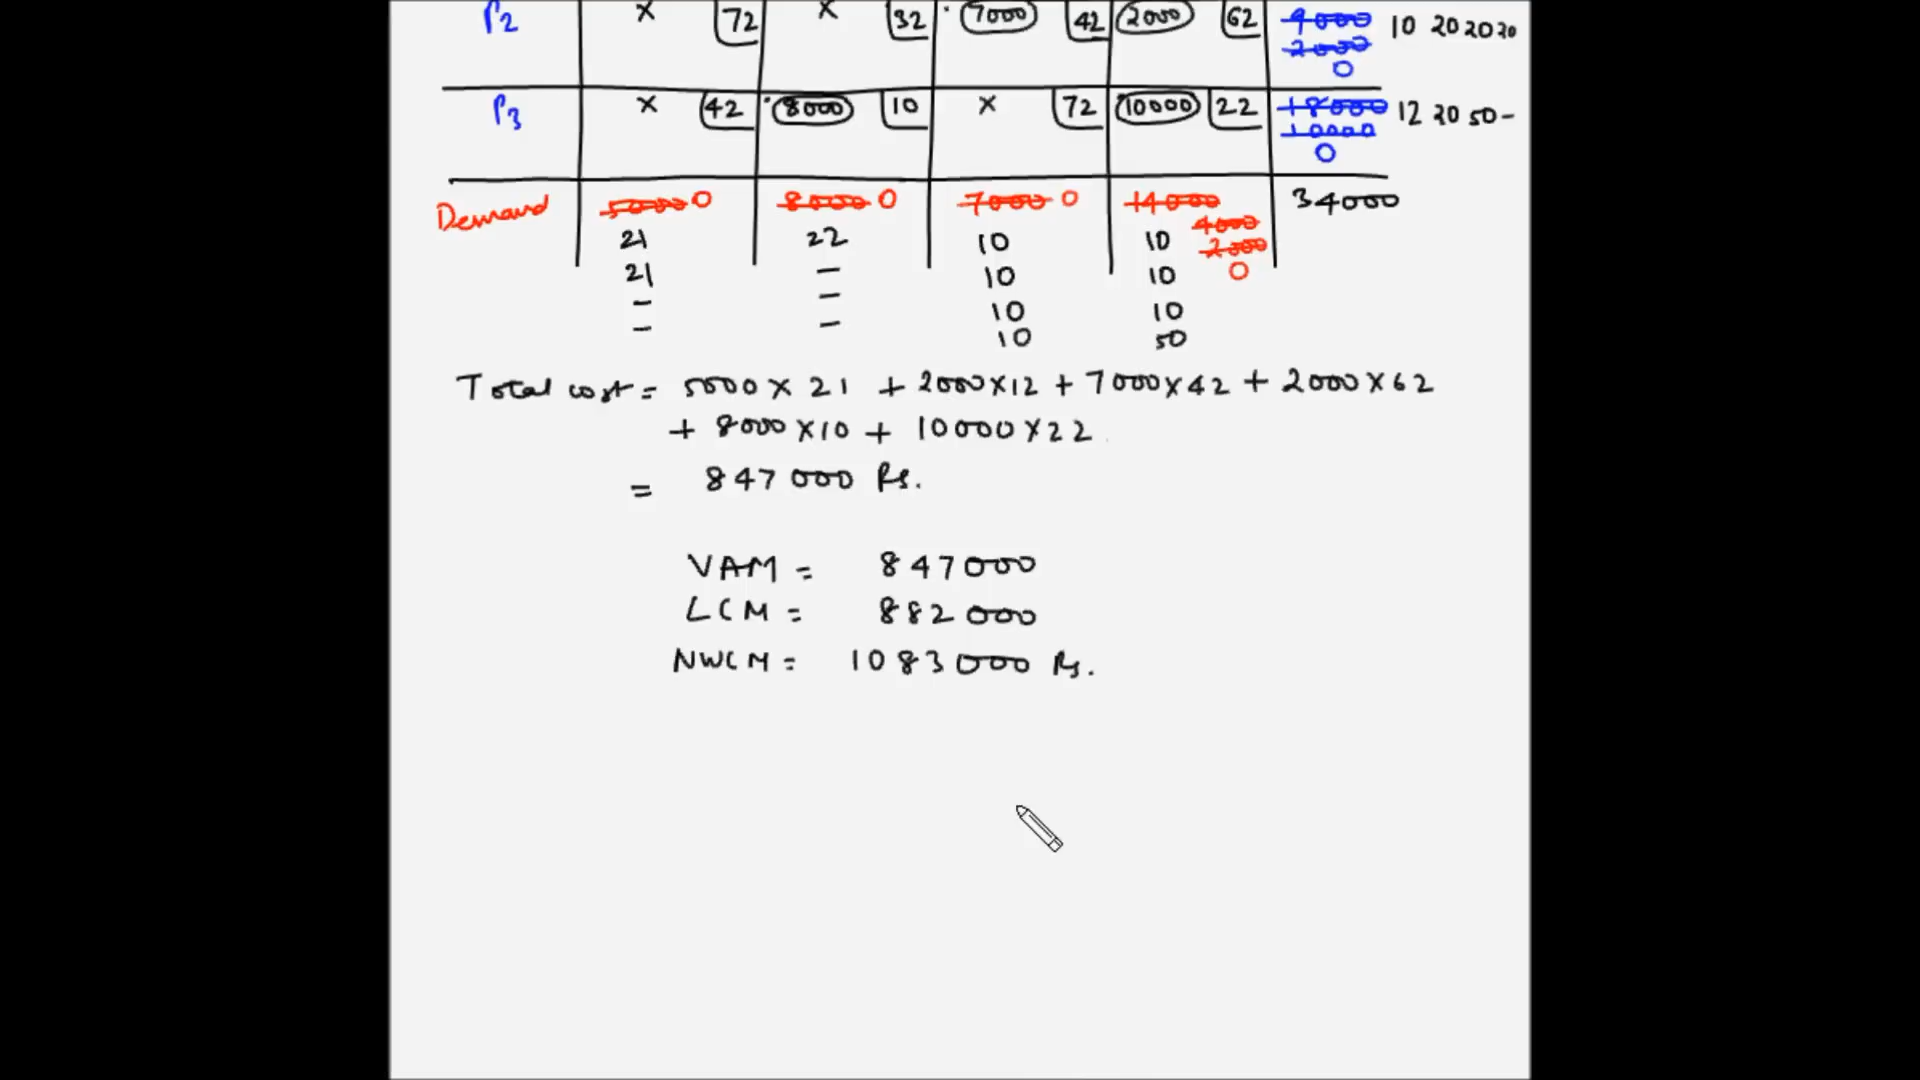 P2 x 72 x 32 7000 42 2000 62 9000 10 20 20 20
2000
0
P3 x 42 8000 10 x 72 10000 22 18000 12 20 50 -
10000
0
Demand 5000 0 8000 0 7000 0 14000 34000
4000
21 22 10 10 2000
21 - 10 10 0
- - 10 10
- - 10 50
Total cost = 5000 x 21 + 2000 x 12 + 7000 x 42 + 2000 x 62
+ 8000 x 10 + 10000 x 22
= 847000 Rs.
VAM = 847000
LCM = 882000
NWCM = 1083000 Rs.